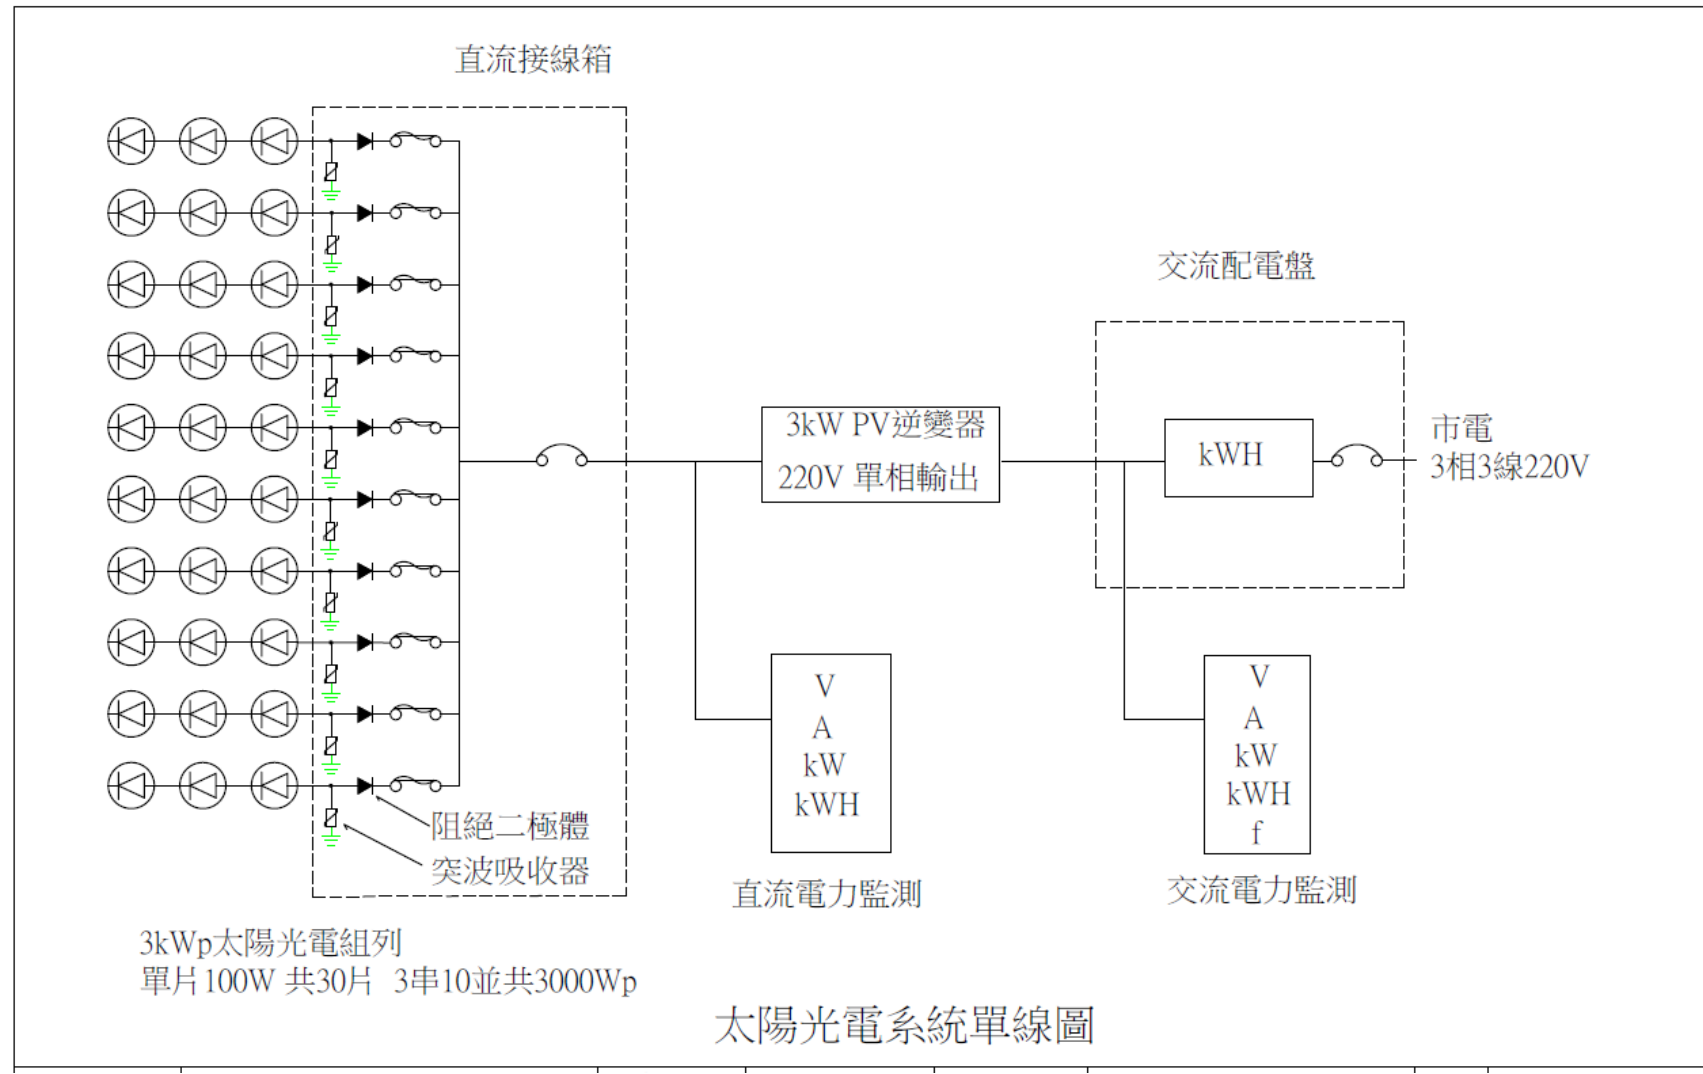 直流接線箱
交流配電盤
3kW PV逆變器
220V 單相輸出
kWH
市電
3相3線220V
V
A
kW
kWH
直流電力監測
V
A
kW
kWH
f
交流電力監測
阻絕二極體
突波吸收器
3kWp太陽光電組列
單片100W 共30片 3串10並共3000Wp
太陽光電系統單線圖